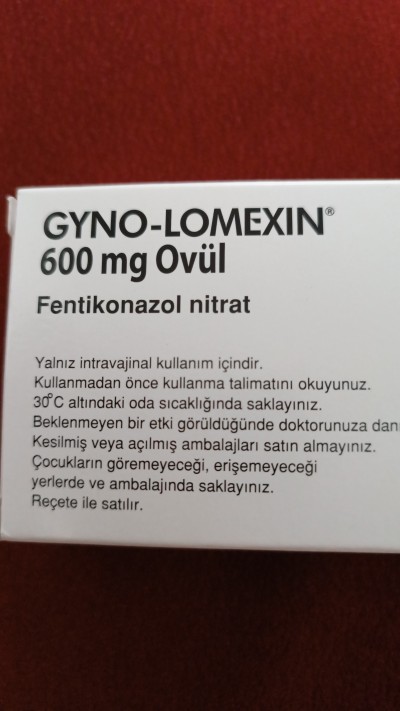 GYNO-LOMEXIN®
600 mg Ovül
Fentikonazol nitrat
Yalnız intravajinal kullanım içindir.
Kullanmadan önce kullanma talimatını okuyunuz.
30°C altındaki oda sıcaklığında saklayınız.
Beklenmeyen bir etki görüldüğünde doktorunuza danı
Kesilmiş veya açılmış ambalajları satın almayınız.
Çocukların göremeyeceği, erişemeyeceği
yerlerde ve ambalajında saklayınız.
Reçete ile satılır.